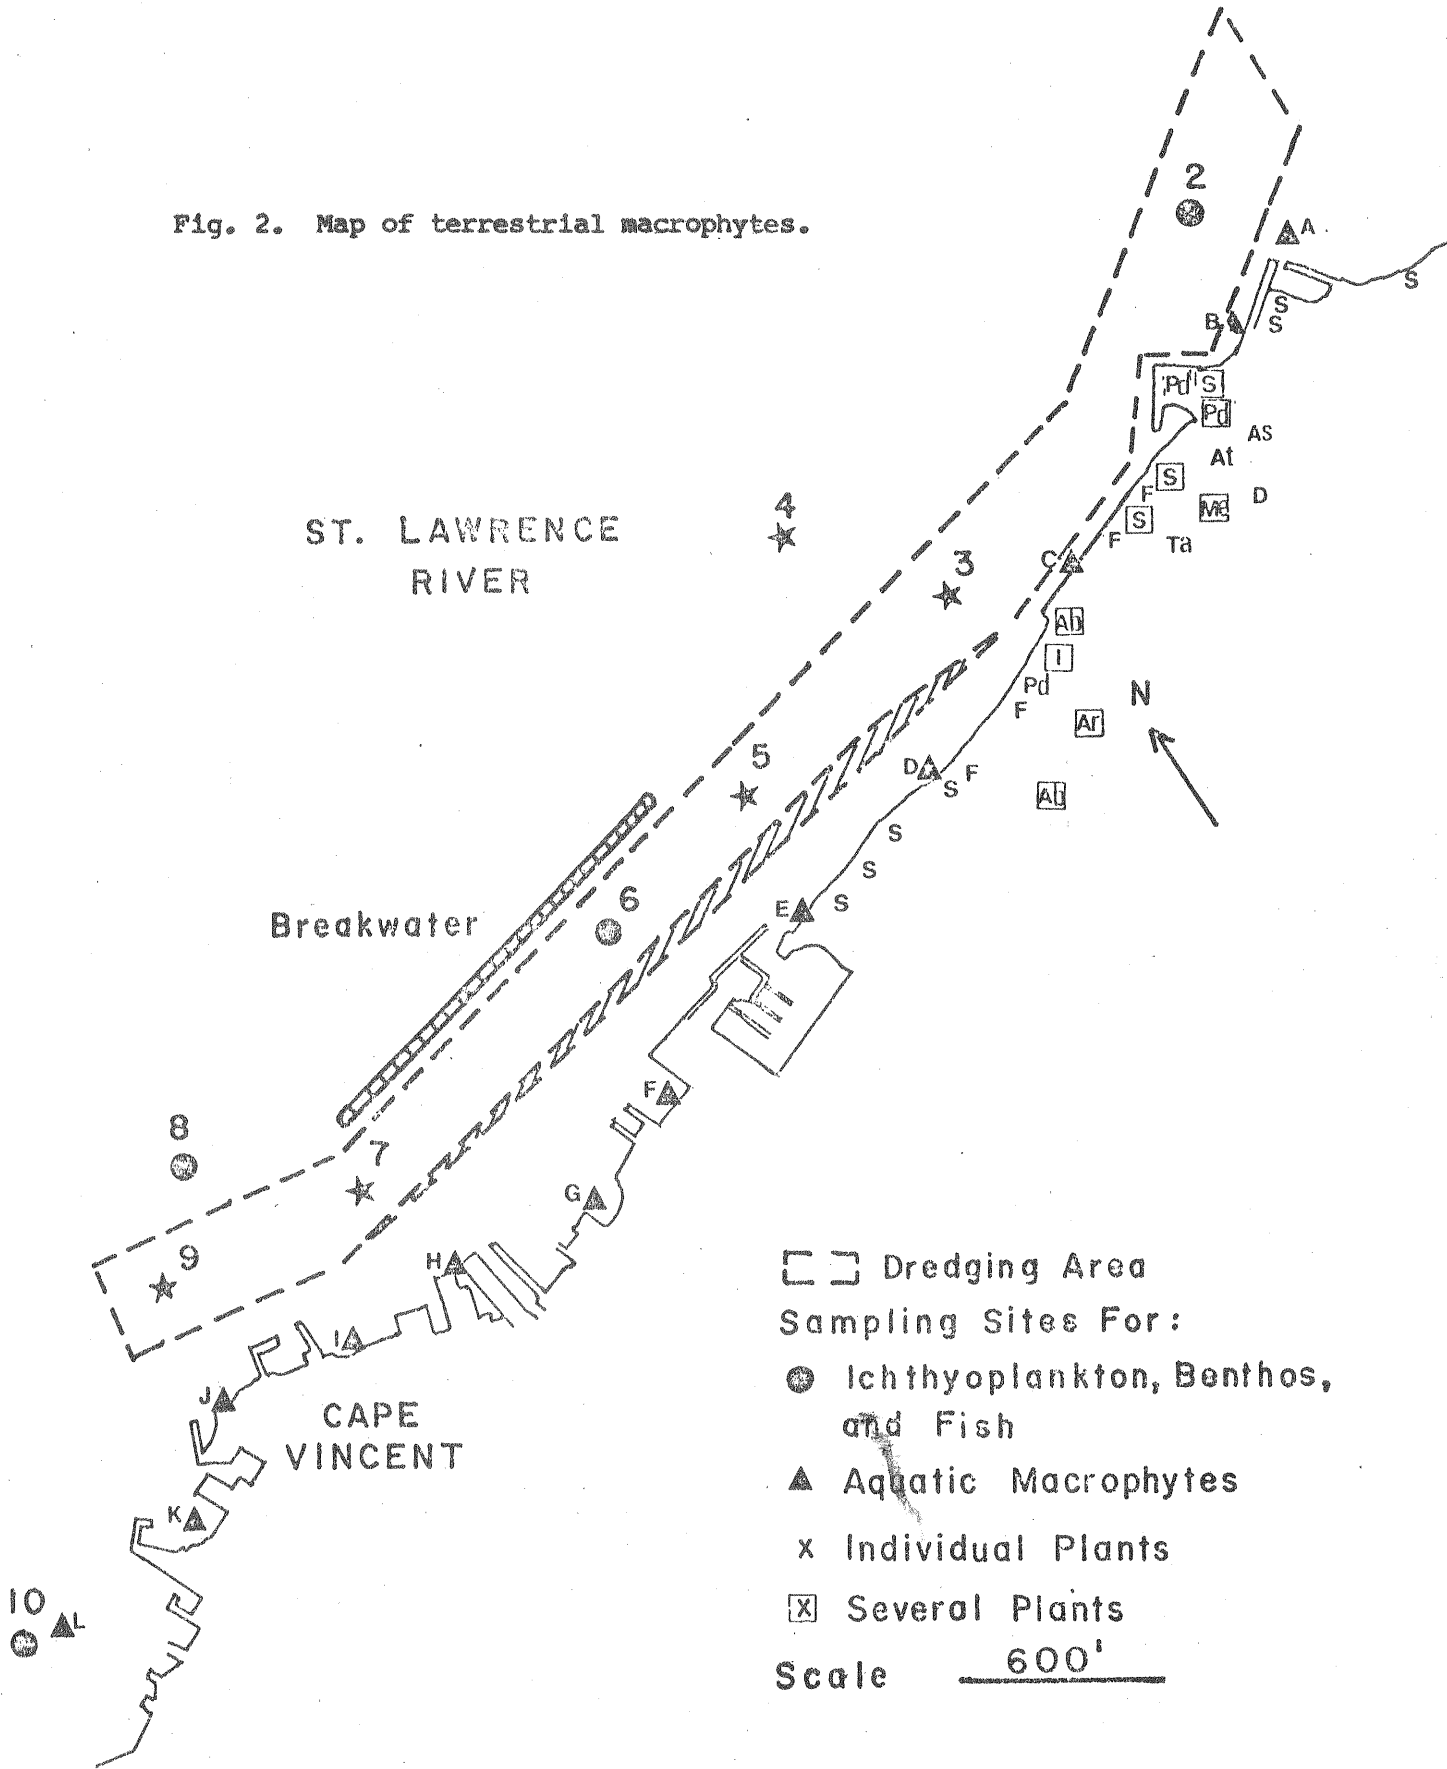 Fig. 2. Map of terrestrial macrophytes.
2
A
S
S
B
S
Pd S
Pd
AS
At
S
F
Me
D
S
F
Ta
4
ST. LAWRENCE
RIVER
3
C
Ab
I
Pd
F
N
Ar
5
D
F
S
Ab
S
S
S
E
6
Breakwater
F
8
7
G
9
H
I
J
CAPE
VINCENT
K
10
L
Dredging Area
Sampling Sites For:
Ichthyoplankton, Benthos,
and Fish
Aquatic Macrophytes
x Individual Plants
x Several Plants
Scale 600'